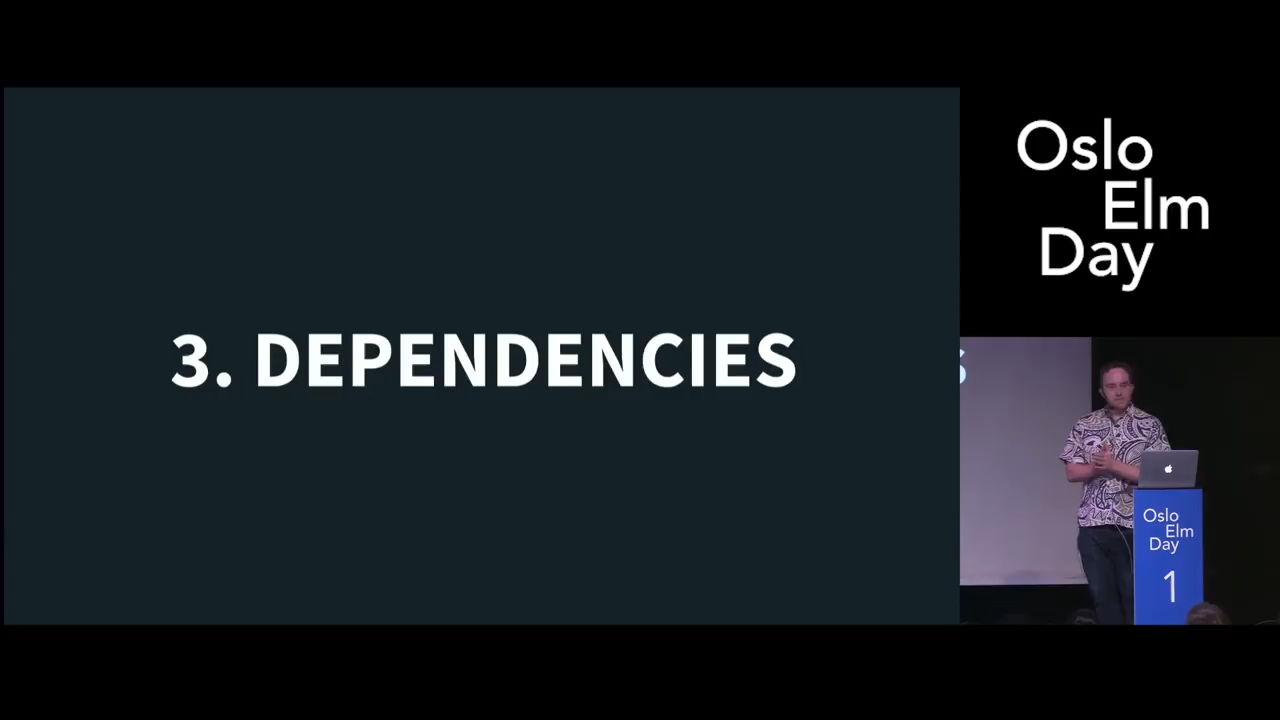 3. DEPENDENCIES
Oslo
Elm
Day
S
Oslo
Elm
Day
1